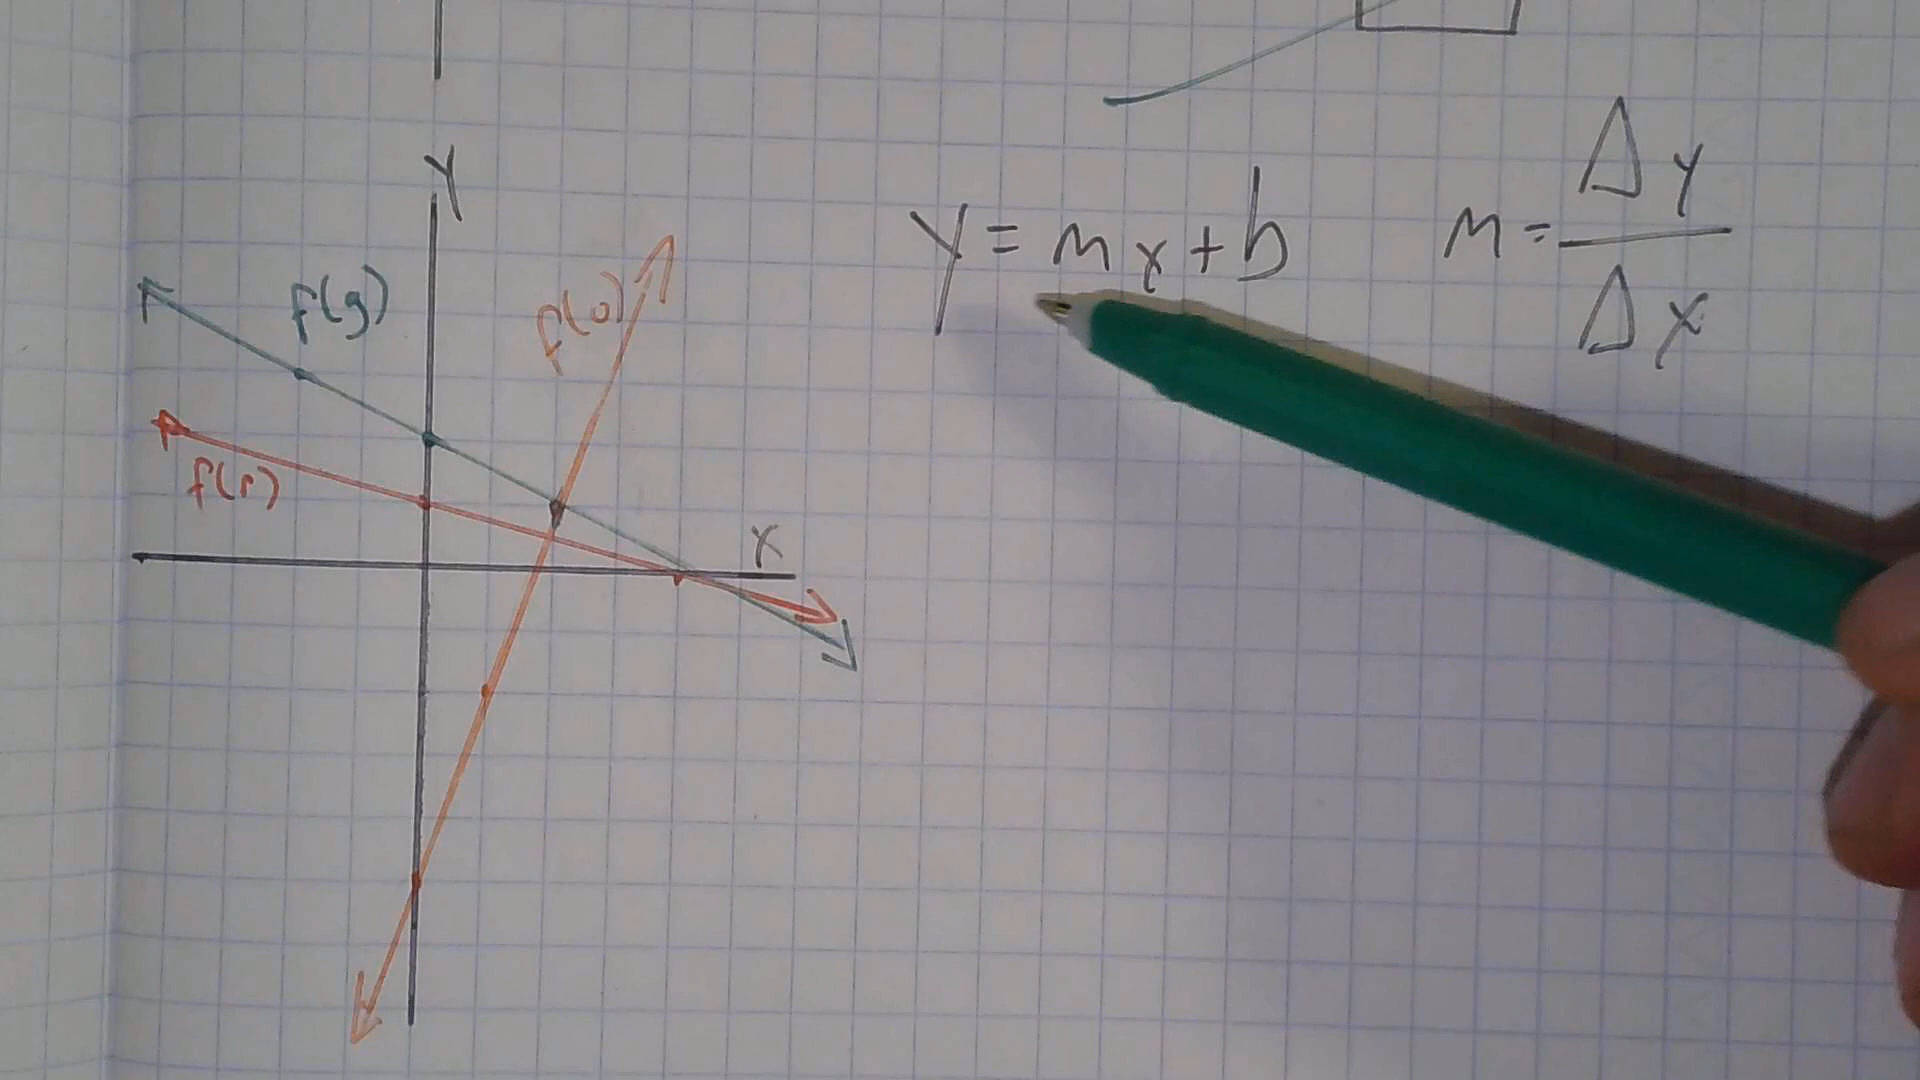 Y
f(g)
f(o)
y = mx + b
m = Δy / Δx
f(r)
x